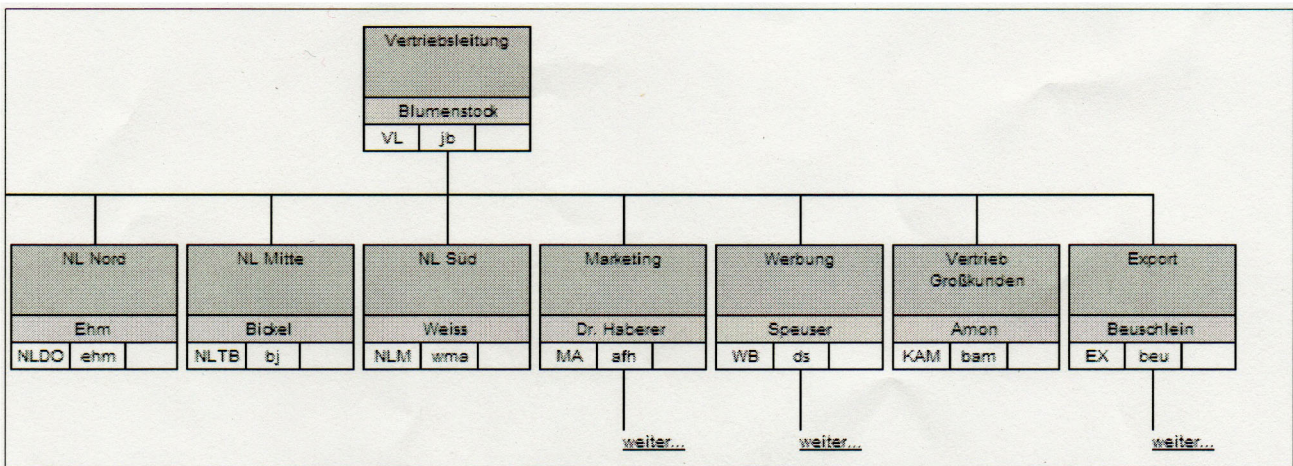 Vertriebsleitung
Blumenstock
VL jb
NL Nord NL Mitte NL Süd Marketing Werbung Vertrieb Export
Großkunden
Ehm Bickel Weiss Dr. Haberer Speuser Amon Bauschlein
NLDO ehm NLTB bj NLM wma MA afh WB ds KAM bam EX beu
weiter... weiter... weiter...